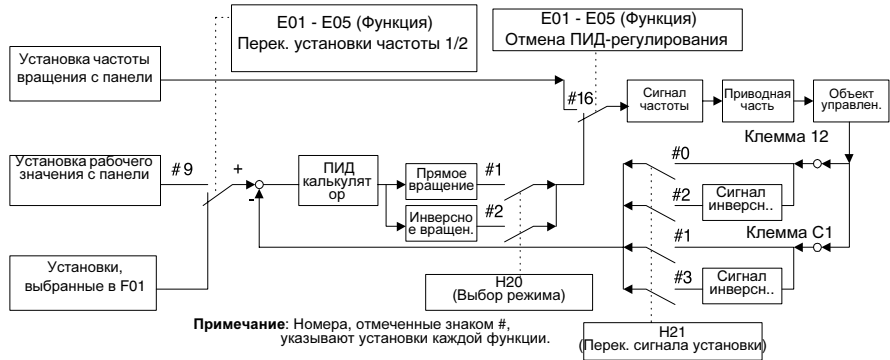 E01 - E05 (Функция)
Перек. установки частоты 1/2
E01 - E05 (Функция)
Отмена ПИД-регулирования
Установка частоты
вращения с панели
#16
Сигнал
частоты
Приводная
часть
Объект
управлен.
Клемма 12
Установка рабочего
значения с панели
#9
+
-
ПИД
калькулят
ор
Прямое
вращение
#1
Инверсно
е вращен.
#2
#0
#2
Сигнал
инверсн..
Клемма C1
#1
#3
Сигнал
инверсн..
Установки,
выбранные в F01
H20
(Выбор режима)
H21
(Перек. сигнала установки)
Примечание: Номера, отмеченные знаком #,
указывают установки каждой функции.